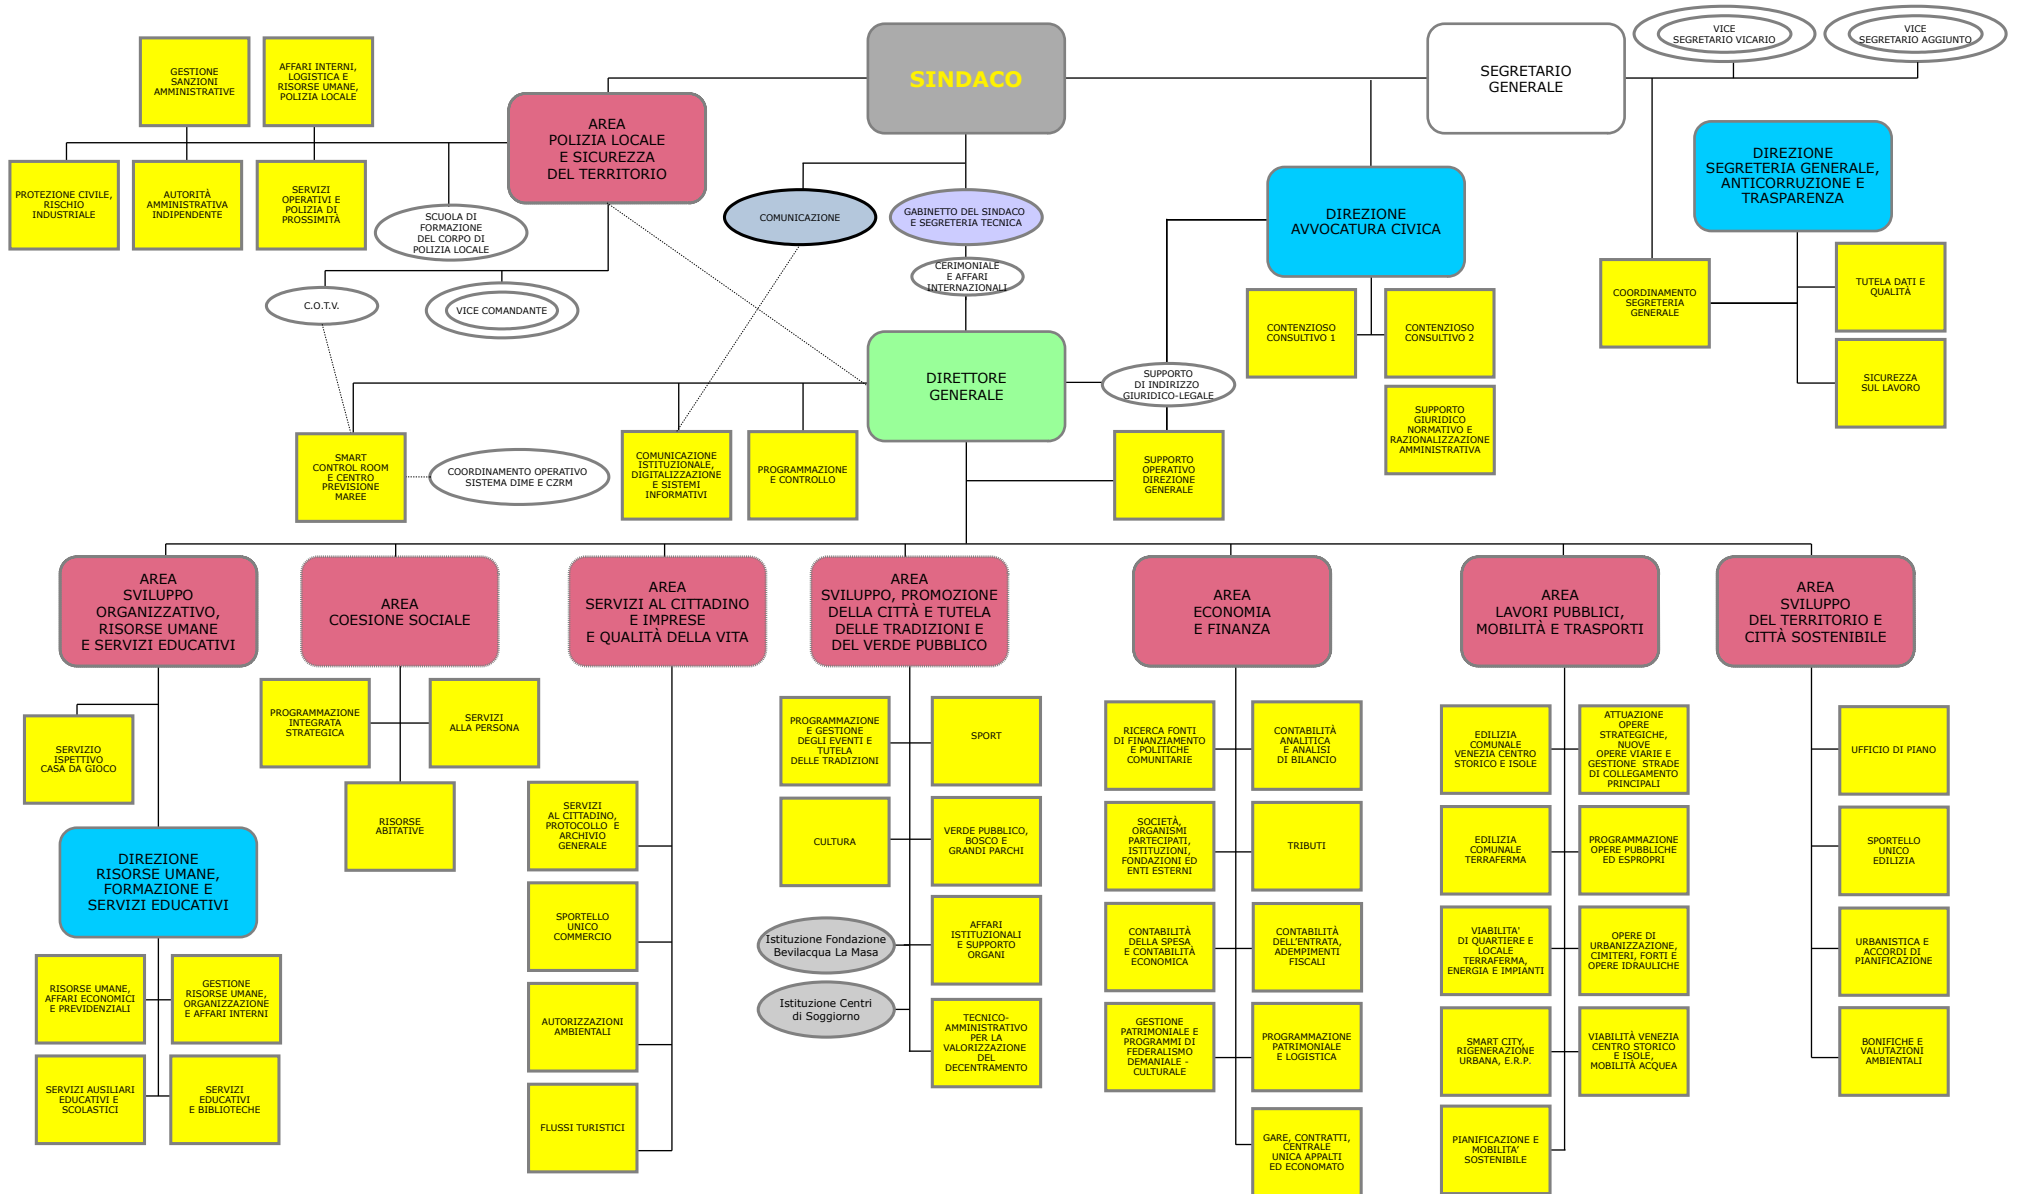 SINDACO
SEGRETARIO
GENERALE
VICE
SEGRETARIO VICARIO
VICE
SEGRETARIO AGGIUNTO
GESTIONE
SANZIONI
AMMINISTRATIVE
AFFARI INTERNI,
LOGISTICA E
RISORSE UMANE,
POLIZIA LOCALE
AREA
POLIZIA LOCALE
E SICUREZZA
DEL TERRITORIO
PROTEZIONE CIVILE,
RISCHIO
INDUSTRIALE
AUTORITÀ
AMMINISTRATIVA
INDIPENDENTE
SERVIZI
OPERATIVI E
POLIZIA DI
PROSSIMITÀ
SCUOLA DI
FORMAZIONE
DEL CORPO DI
POLIZIA LOCALE
COMUNICAZIONE
GABINETTO DEL SINDACO
E SEGRETERIA TECNICA
CERIMONIALE
E AFFARI
INTERNAZIONALI
DIREZIONE
AVVOCATURA CIVICA
DIREZIONE
SEGRETERIA GENERALE,
ANTICORRUZIONE E
TRASPARENZA
C.O.T.V.
VICE COMANDANTE
CONTENZIOSO
CONSULTIVO 1
CONTENZIOSO
CONSULTIVO 2
COORDINAMENTO
SEGRETERIA
GENERALE
TUTELA DATI E
QUALITÀ
SICUREZZA
SUL LAVORO
DIRETTORE
GENERALE
SUPPORTO
DI INDIRIZZO
GIURIDICO-LEGALE
SUPPORTO
GIURIDICO
NORMATIVO E
RAZIONALIZZAZIONE
AMMINISTRATIVA
SMART
CONTROL ROOM
E CENTRO
PREVISIONE
MAREE
COORDINAMENTO OPERATIVO
SISTEMA DIME E CZRM
COMUNICAZIONE
ISTITUZIONALE,
DIGITALIZZAZIONE
E SISTEMI
INFORMATIVI
PROGRAMMAZIONE
E CONTROLLO
SUPPORTO
OPERATIVO
DIREZIONE
GENERALE
AREA
SVILUPPO
ORGANIZZATIVO,
RISORSE UMANE
E SERVIZI EDUCATIVI
AREA
COESIONE SOCIALE
AREA
SERVIZI AL CITTADINO
E IMPRESE
E QUALITÀ DELLA VITA
AREA
SVILUPPO, PROMOZIONE
DELLA CITTÀ E TUTELA
DELLE TRADIZIONI E
DEL VERDE PUBBLICO
AREA
ECONOMIA
E FINANZA
AREA
LAVORI PUBBLICI,
MOBILITÀ E TRASPORTI
AREA
SVILUPPO
DEL TERRITORIO E
CITTÀ SOSTENIBILE
SERVIZIO
ISPETTIVO
CASA DA GIOCO
DIREZIONE
RISORSE UMANE,
FORMAZIONE E
SERVIZI EDUCATIVI
RISORSE UMANE,
AFFARI ECONOMICI
E PREVIDENZIALI
GESTIONE
RISORSE UMANE,
ORGANIZZAZIONE
E AFFARI INTERNI
SERVIZI AUSILIARI
EDUCATIVI E
SCOLASTICI
SERVIZI
EDUCATIVI
E BIBLIOTECHE
PROGRAMMAZIONE
INTEGRATA
STRATEGICA
SERVIZI
ALLA PERSONA
RISORSE
ABITATIVE
SERVIZI
AL CITTADINO,
PROTOCOLLO E
ARCHIVIO
GENERALE
SPORTELLO
UNICO
COMMERCIO
AUTORIZZAZIONI
AMBIENTALI
FLUSSI TURISTICI
PROGRAMMAZIONE
E GESTIONE
DEGLI EVENTI E
TUTELA
DELLE TRADIZIONI
SPORT
CULTURA
VERDE PUBBLICO,
BOSCO E
GRANDI PARCHI
Istituzione Fondazione
Bevilacqua La Masa
AFFARI
ISTITUZIONALI
E SUPPORTO
ORGANI
Istituzione Centri
di Soggiorno
TECNICO-
AMMINISTRATIVO
PER LA
VALORIZZAZIONE
DEL
DECENTRAMENTO
RICERCA FONTI
DI FINANZIAMENTO
E POLITICHE
COMUNITARIE
CONTABILITÀ
ANALITICA
E ANALISI
DI BILANCIO
SOCIETÀ,
ORGANISMI
PARTECIPATI,
ISTITUZIONI,
FONDAZIONI ED
ENTI ESTERNI
TRIBUTI
CONTABILITÀ
DELLA SPESA
E CONTABILITÀ
ECONOMICA
CONTABILITÀ
DELL'ENTRATA,
ADEMPIMENTI
FISCALI
GESTIONE
PATRIMONIALE E
PROGRAMMI DI
FEDERALISMO
DEMANIALE -
CULTURALE
PROGRAMMAZIONE
PATRIMONIALE
E LOGISTICA
GARE, CONTRATTI,
CENTRALE
UNICA APPALTI
ED ECONOMATO
EDILIZIA
COMUNALE
VENEZIA CENTRO
STORICO E ISOLE
ATTUAZIONE
OPERE
STRATEGICHE,
NUOVE
OPERE VIARIE E
GESTIONE STRADE
DI COLLEGAMENTO
PRINCIPALI
EDILIZIA
COMUNALE
TERRAFERMA
PROGRAMMAZIONE
OPERE PUBBLICHE
ED ESPROPRI
VIABILITA'
DI QUARTIERE E
LOCALE
TERRAFERMA,
ENERGIA E IMPIANTI
OPERE DI
URBANIZZAZIONE,
CIMITERI, FORTI E
OPERE IDRAULICHE
SMART CITY,
RIGENERAZIONE
URBANA, E.R.P.
VIABILITÀ VENEZIA
CENTRO STORICO
E ISOLE,
MOBILITÀ ACQUEA
PIANIFICAZIONE E
MOBILITA'
SOSTENIBILE
UFFICIO DI PIANO
SPORTELLO
UNICO
EDILIZIA
URBANISTICA E
ACCORDI DI
PIANIFICAZIONE
BONIFICHE E
VALUTAZIONI
AMBIENTALI